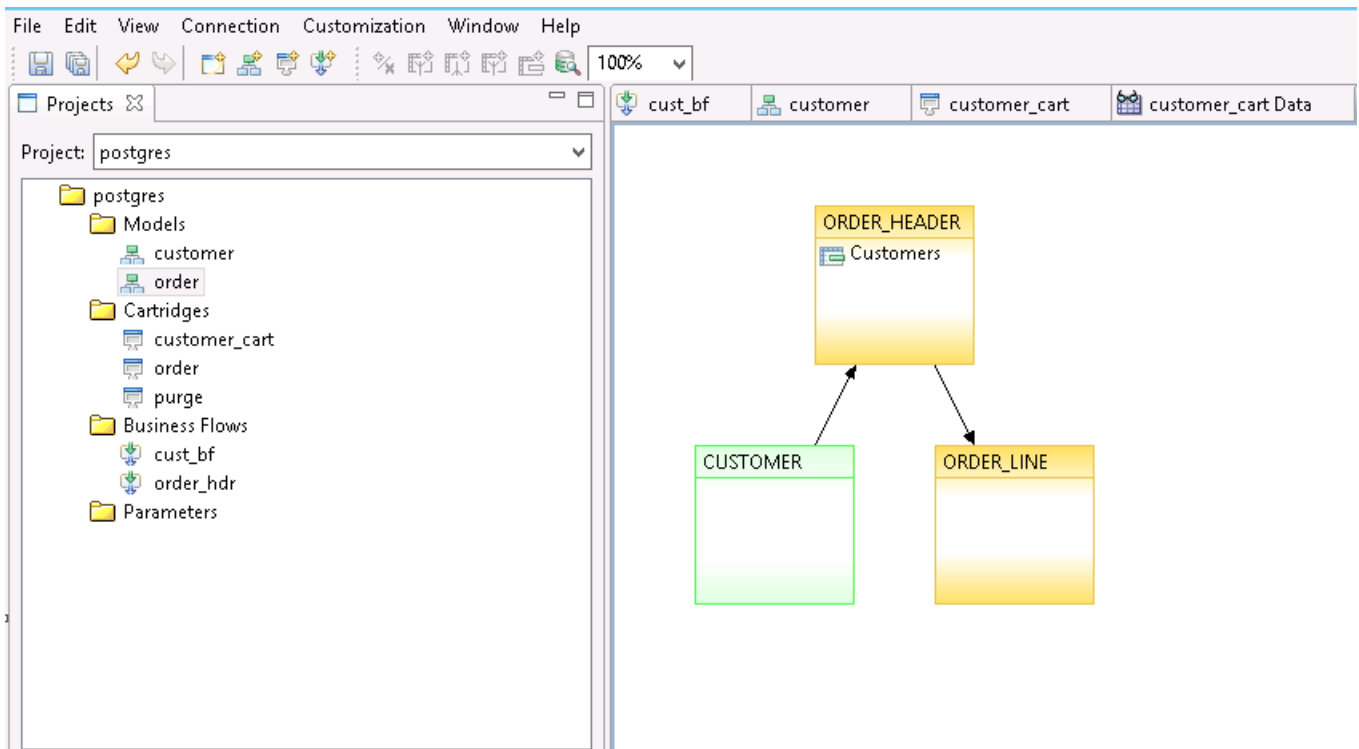 File Edit View Connection Customization Window Help
100%
Projects
cust_bf customer customer_cart customer_cart Data
Project: postgres
postgres
Models
customer
order
Cartridges
customer_cart
order
purge
Business Flows
cust_bf
order_hdr
Parameters
ORDER_HEADER
Customers
CUSTOMER
ORDER_LINE